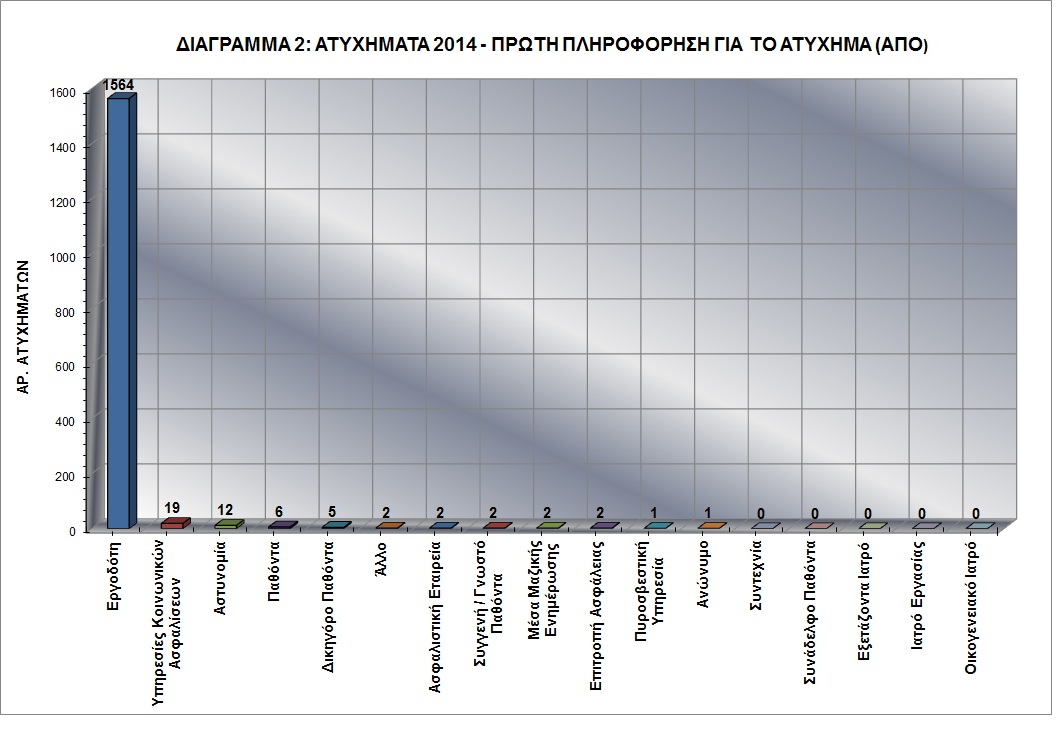 ΔΙΑΓΡΑΜΜΑ 2: ΑΤΥΧΗΜΑΤΑ 2014 - ΠΡΩΤΗ ΠΛΗΡΟΦΟΡΗΣΗ ΓΙΑ ΤΟ ΑΤΥΧΗΜΑ (ΑΠΟ)
ΑΡ. ΑΤΥΧΗΜΑΤΩΝ
1600
1400
1200
1000
800
600
400
200
0
1564
19
12
6
5
2
2
2
2
2
1
1
0
0
0
0
0
Εργοδότη
Υπηρεσίες Κοινωνικών
Ασφαλίσεων
Αστυνομία
Παθόντα
Δικηγόρο Παθόντα
Άλλο
Ασφαλιστική Εταιρεία
Συγγενή / Γνωστό
Παθόντα
Μέσα Μαζικής
Ενημέρωσης
Επιτροπή Ασφάλειας
Πυροσβεστική
Υπηρεσία
Ανώνυμο
Συντεχνία
Συνάδελφο Παθόντα
Εξετάζοντα Ιατρό
Ιατρό Εργασίας
Οικογενειακό Ιατρό